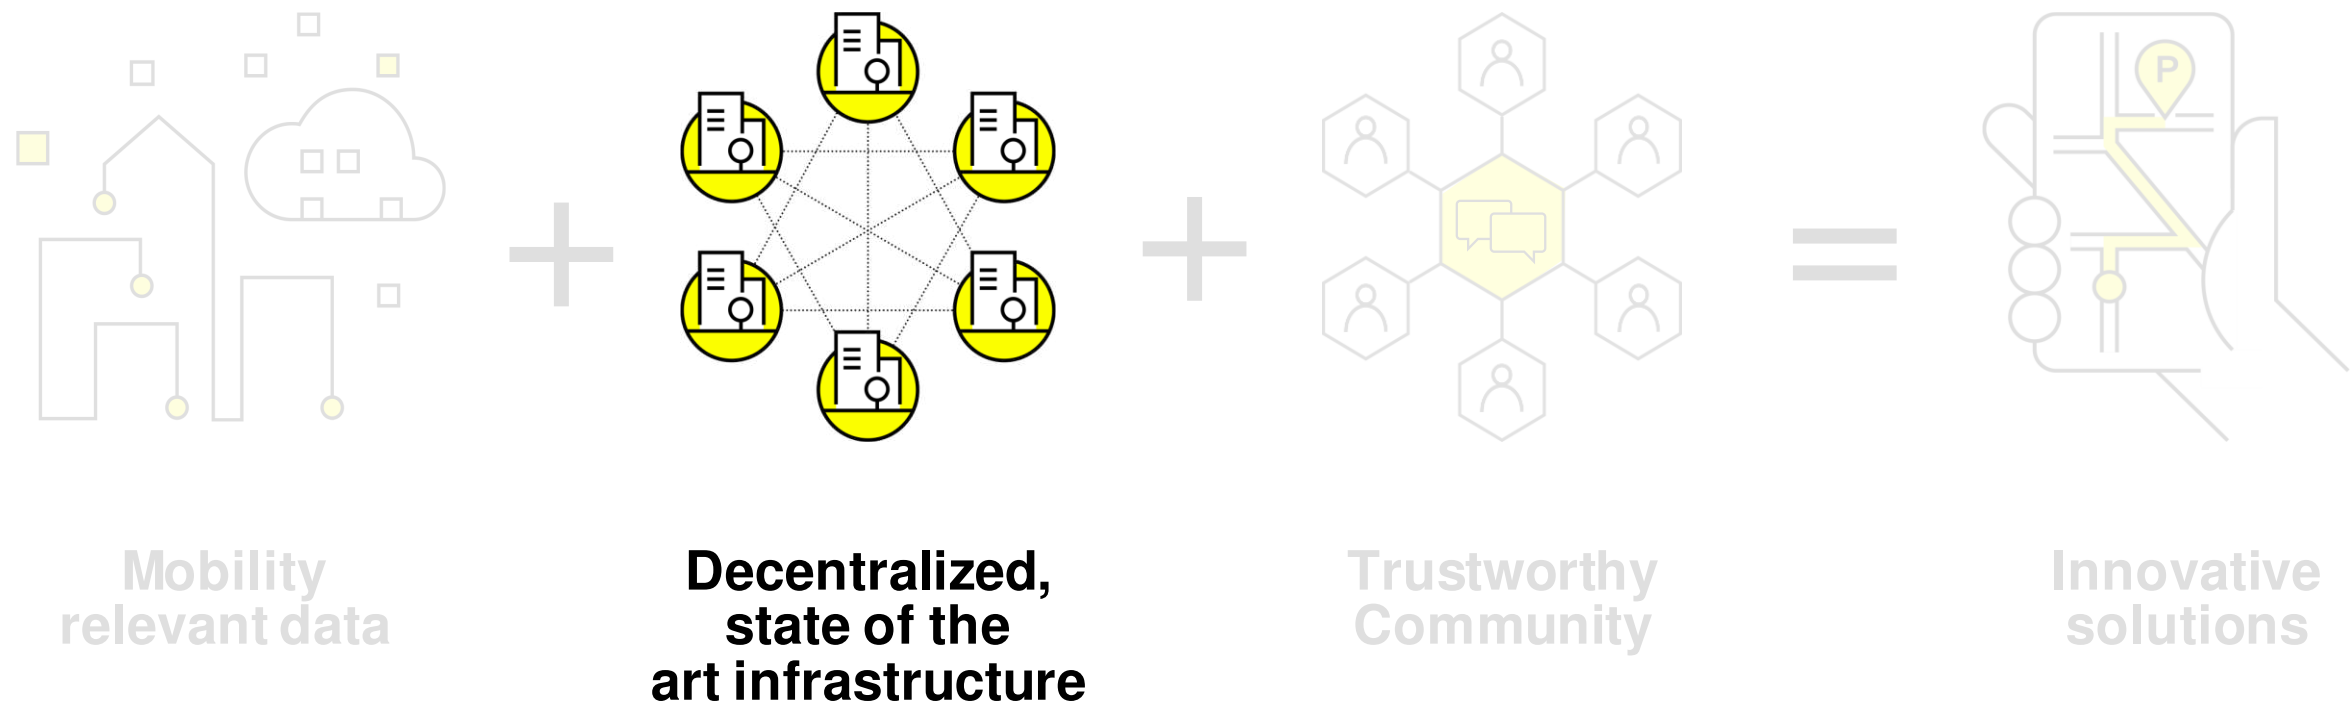 P
Mobility
relevant data
Decentralized,
state of the
art infrastructure
Trustworthy
Community
Innovative
solutions